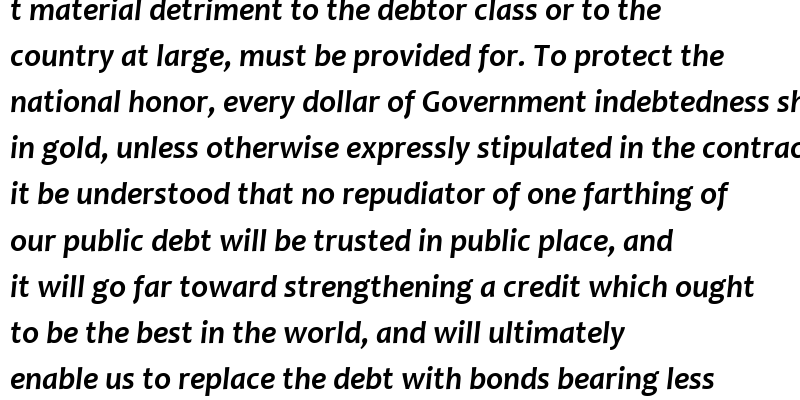 t material detriment to the debtor class or to the
country at large, must be provided for. To protect the
national honor, every dollar of Government indebtedness
in gold, unless otherwise expressly stipulated in the
it be understood that no repudiator of one farthing of
our public debt will be trusted in public place, and
it will go far toward strengthening a credit which ought
to be the best in the world, and will ultimately
enable us to replace the debt with bonds bearing less